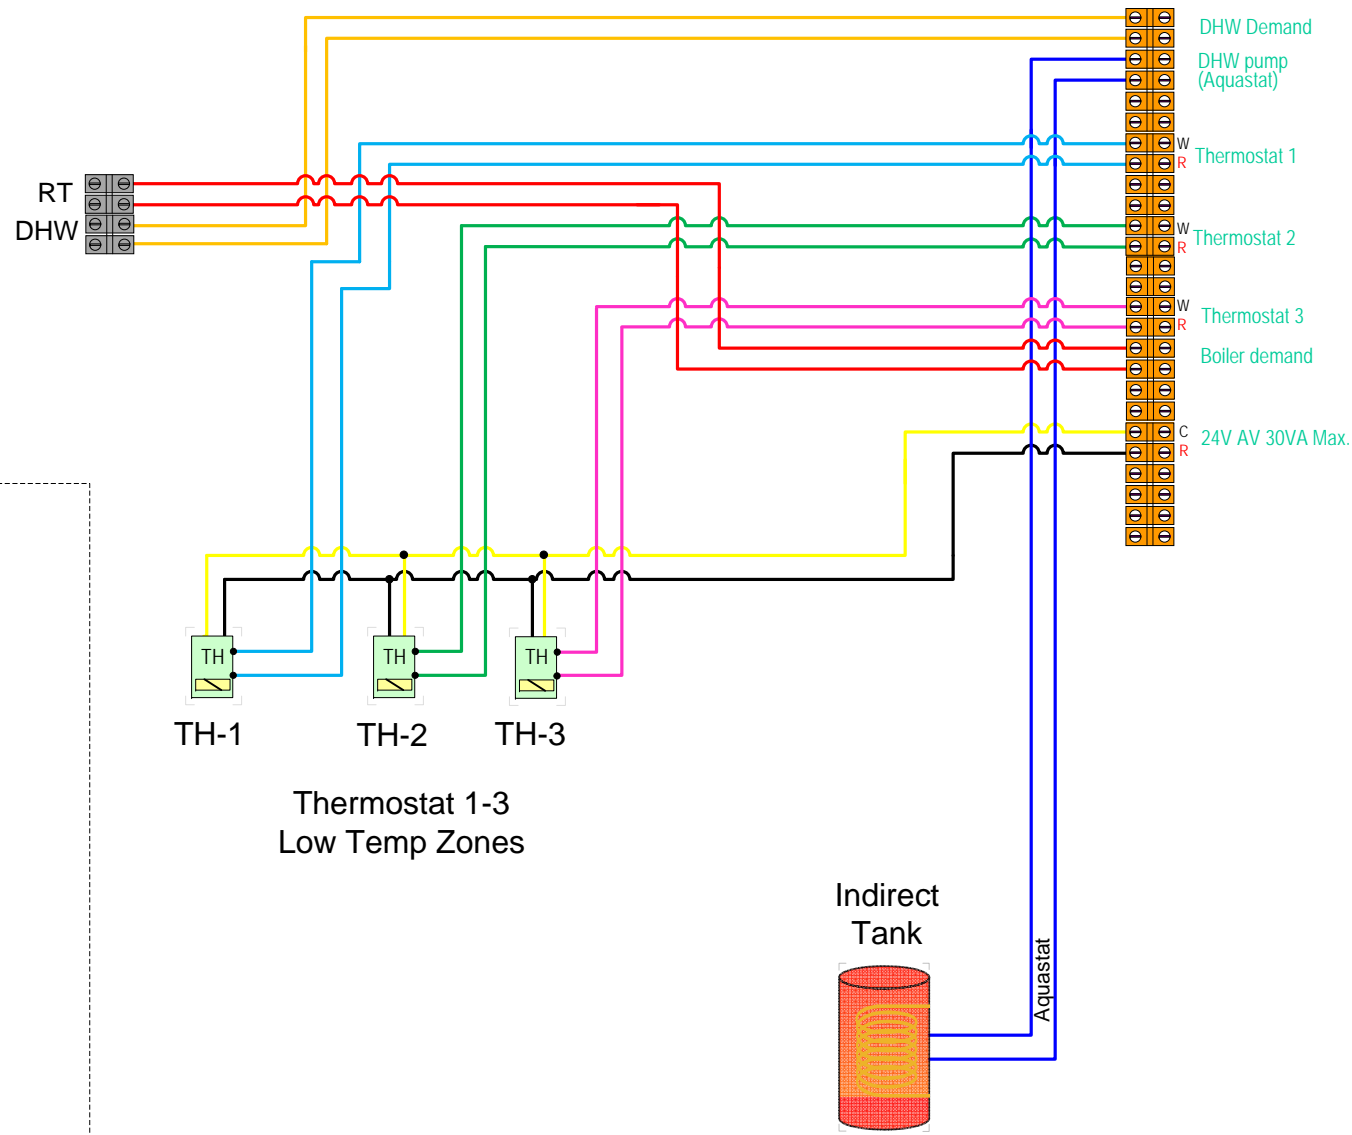 DHW Demand
DHW pump
(Aquastat)
W
Thermostat 1
R
RT
DHW
W
Thermostat 2
R
W
Thermostat 3
R
Boiler demand
C
24V AV 30VA Max.
R
TH
TH
TH
TH-1
TH-2
TH-3
Thermostat 1-3
Low Temp Zones
Indirect
Tank
Aquastat